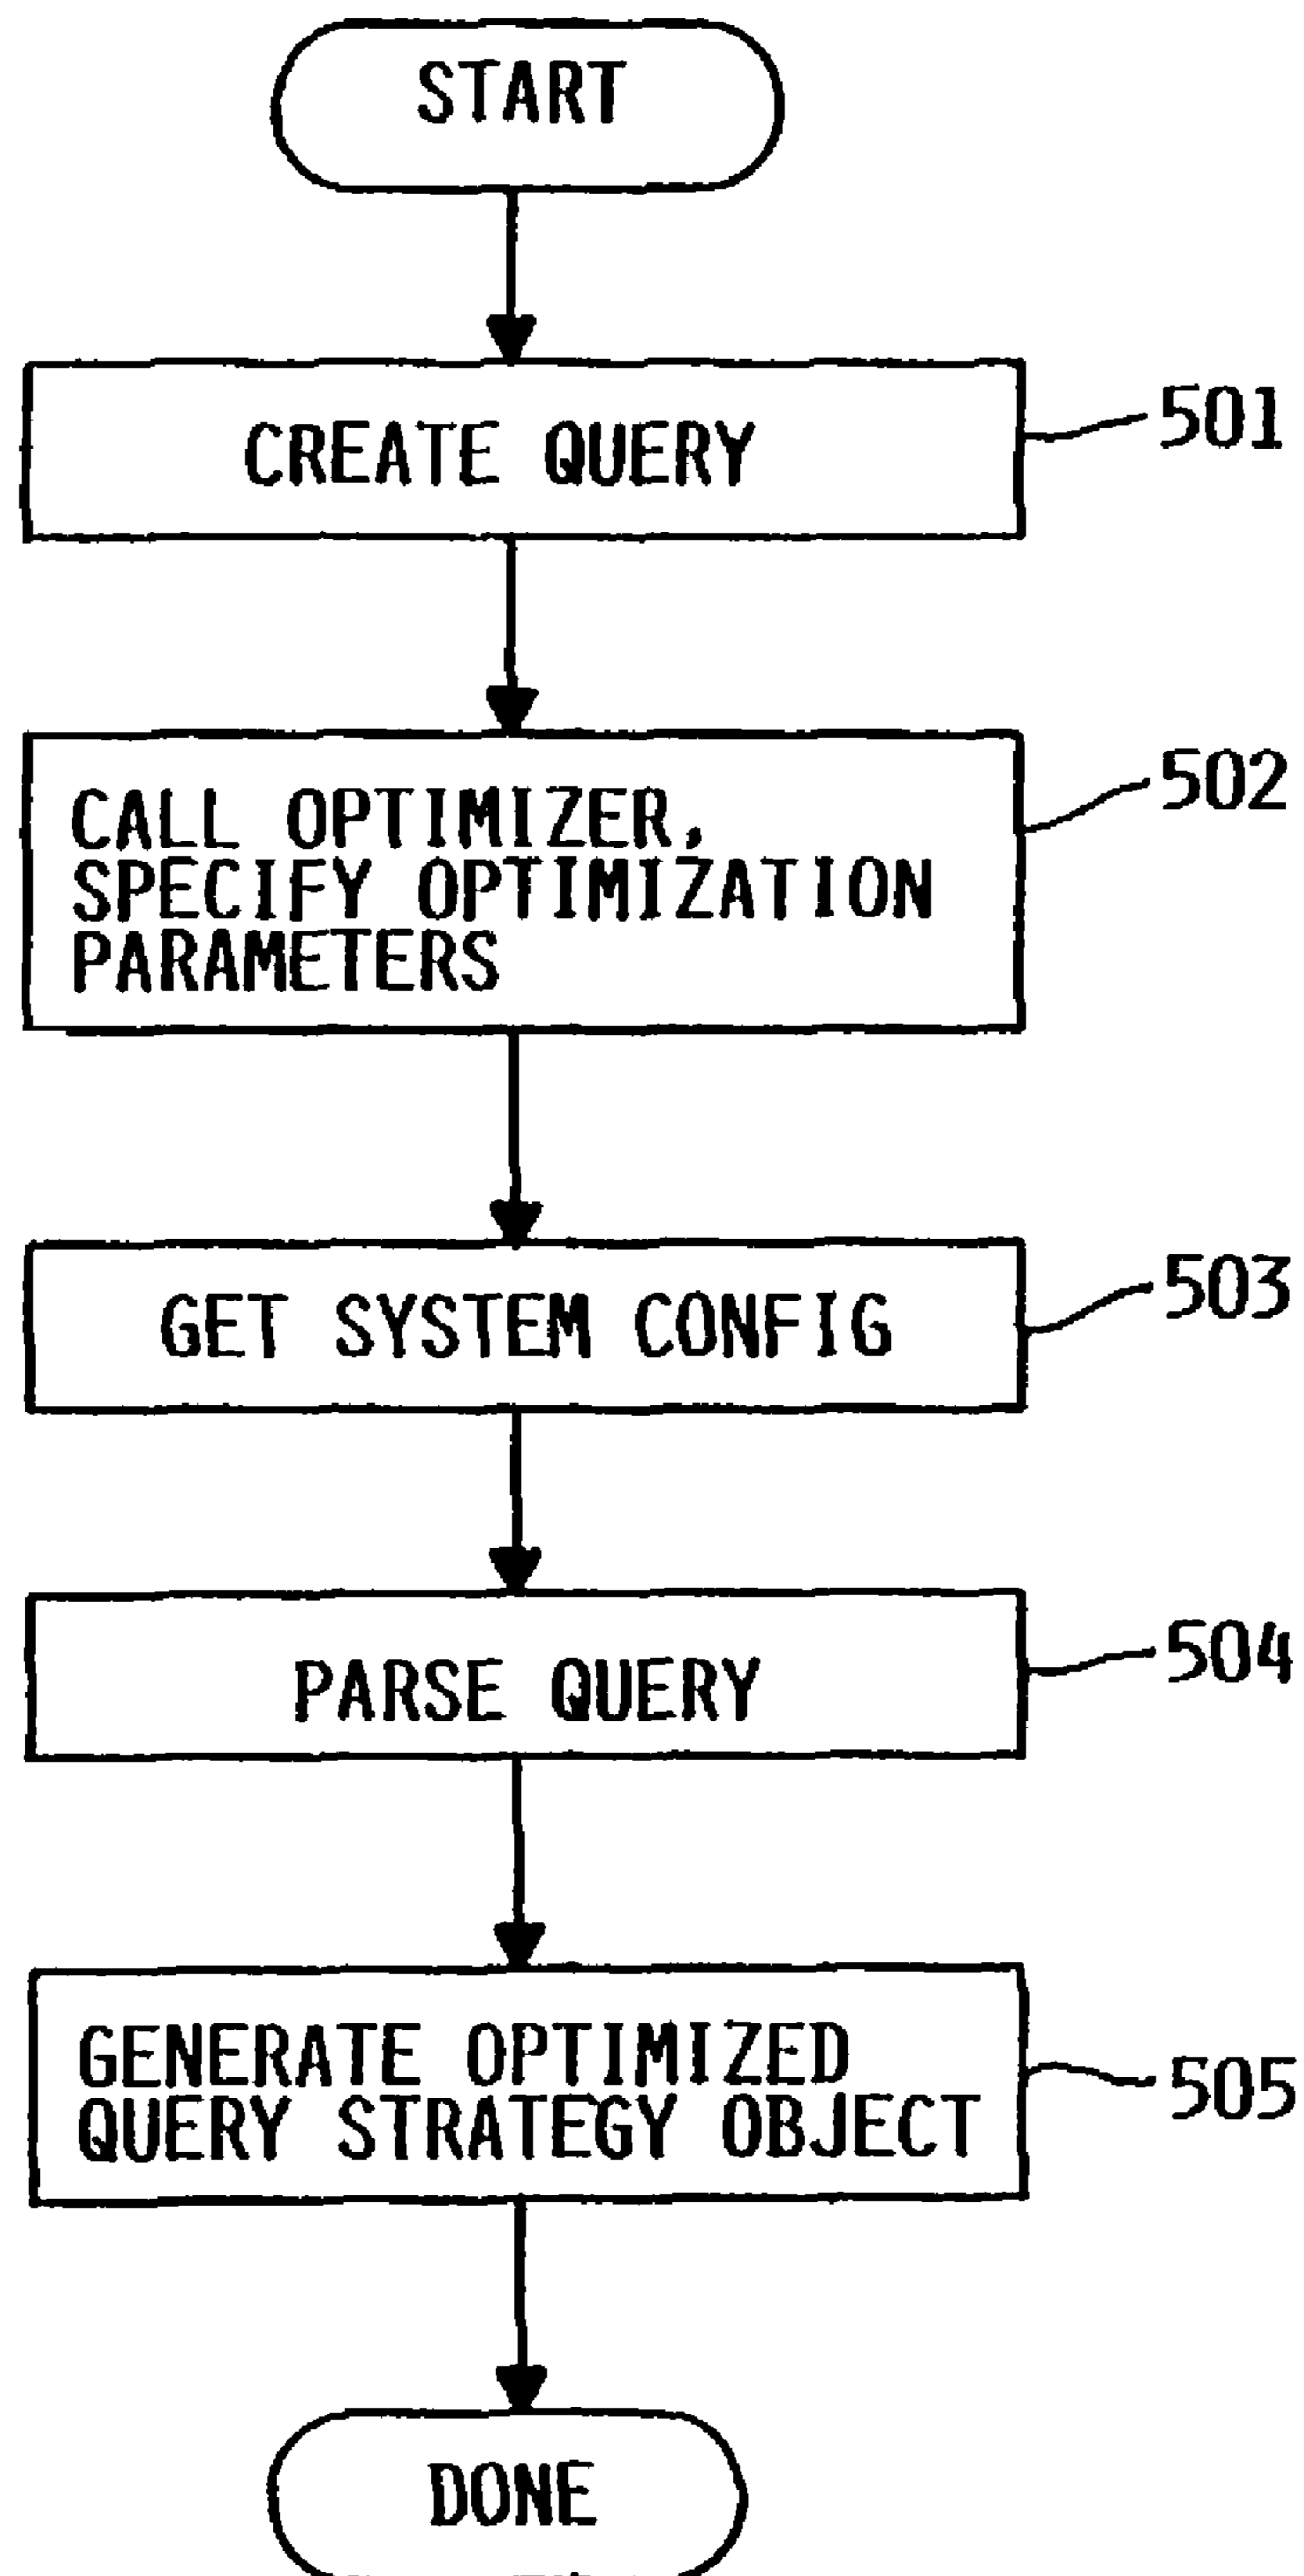 START
CREATE QUERY
501
CALL OPTIMIZER,
SPECIFY OPTIMIZATION
PARAMETERS
502
GET SYSTEM CONFIG
503
PARSE QUERY
504
GENERATE OPTIMIZED
QUERY STRATEGY OBJECT
505
DONE